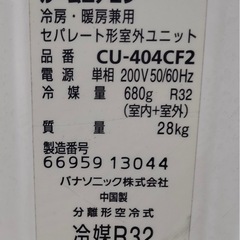 冷房・暖房兼用
セパレート形室外ユニット
品番 CU-404CF2
電源 単相 200V 50/60Hz
冷媒量 680g R32
(室内+室外)
質量 28kg
製造番号
66959 13044
パナソニック株式会社
中国製
分離形空冷式
冷媒R32